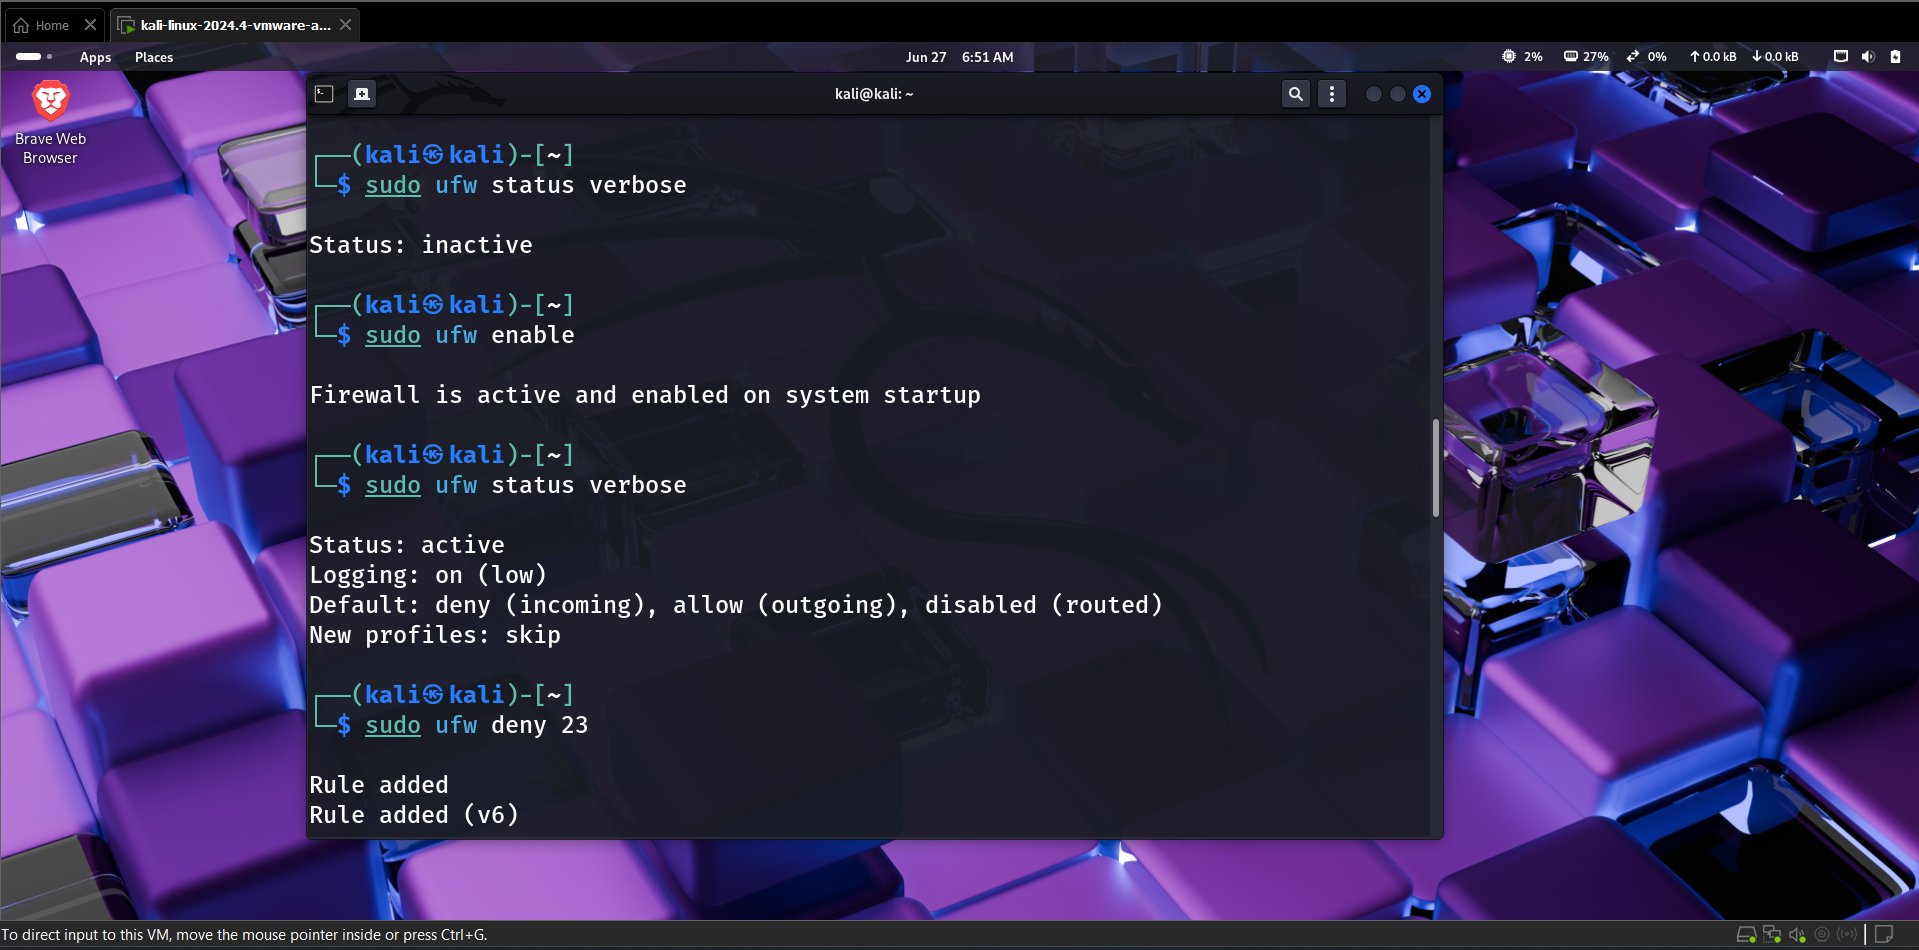 Home
kali-linux-2024.4-vmware-a...
Apps Places Jun 27 6:51 AM 2% 27% 0% 0.0 kB 0.0 kB
Brave Web
Browser
kali@kali: ~
(kali㉿kali)-[~]
$ sudo ufw status verbose
Status: inactive
(kali㉿kali)-[~]
$ sudo ufw enable
Firewall is active and enabled on system startup
(kali㉿kali)-[~]
$ sudo ufw status verbose
Status: active
Logging: on (low)
Default: deny (incoming), allow (outgoing), disabled (routed)
New profiles: skip
(kali㉿kali)-[~]
$ sudo ufw deny 23
Rule added
Rule added (v6)
To direct input to this VM, move the mouse pointer inside or press Ctrl+G.